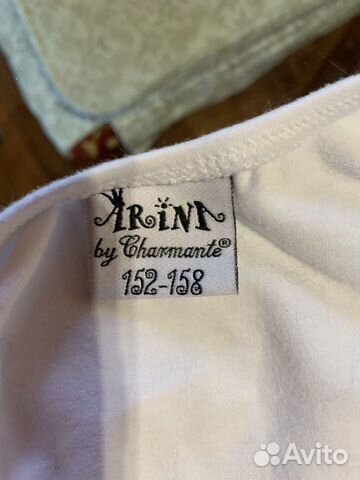 ARINA
by Charmante®
152-158
Avito